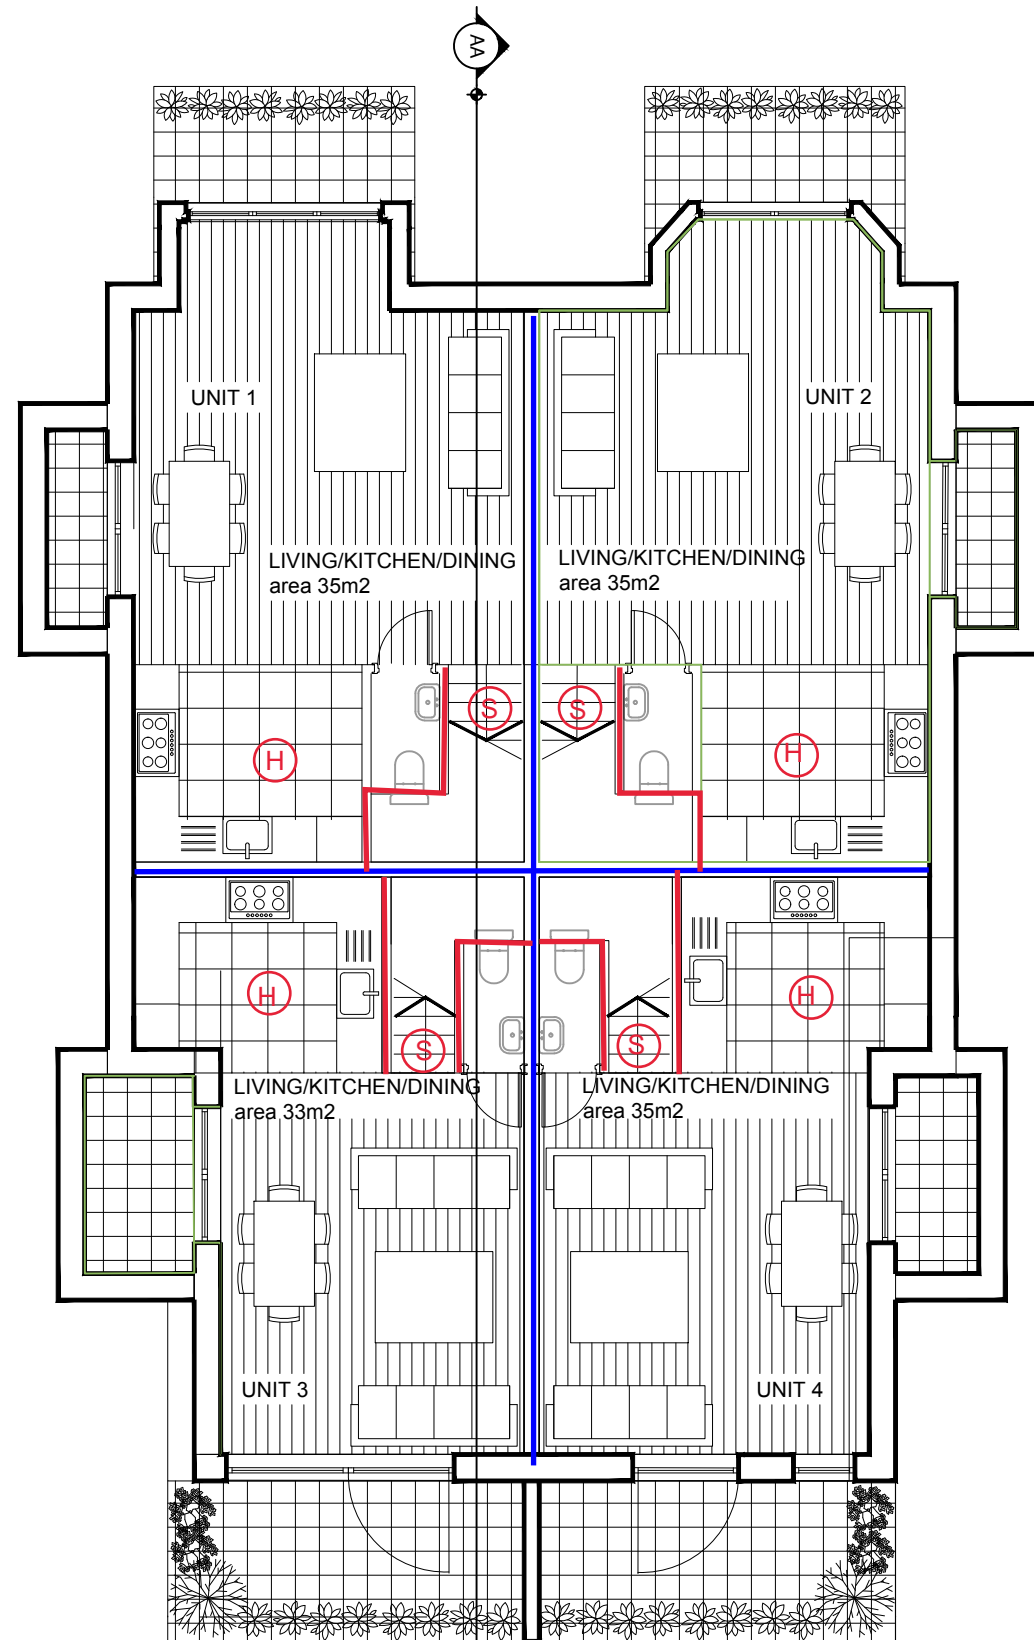 AA
UNIT 1
UNIT 2
LIVING/KITCHEN/DINING
area 35m2
LIVING/KITCHEN/DINING
area 35m2
S
S
H
H
H
H
S
S
LIVING/KITCHEN/DINING
area 33m2
LIVING/KITCHEN/DINING
area 35m2
UNIT 3
UNIT 4